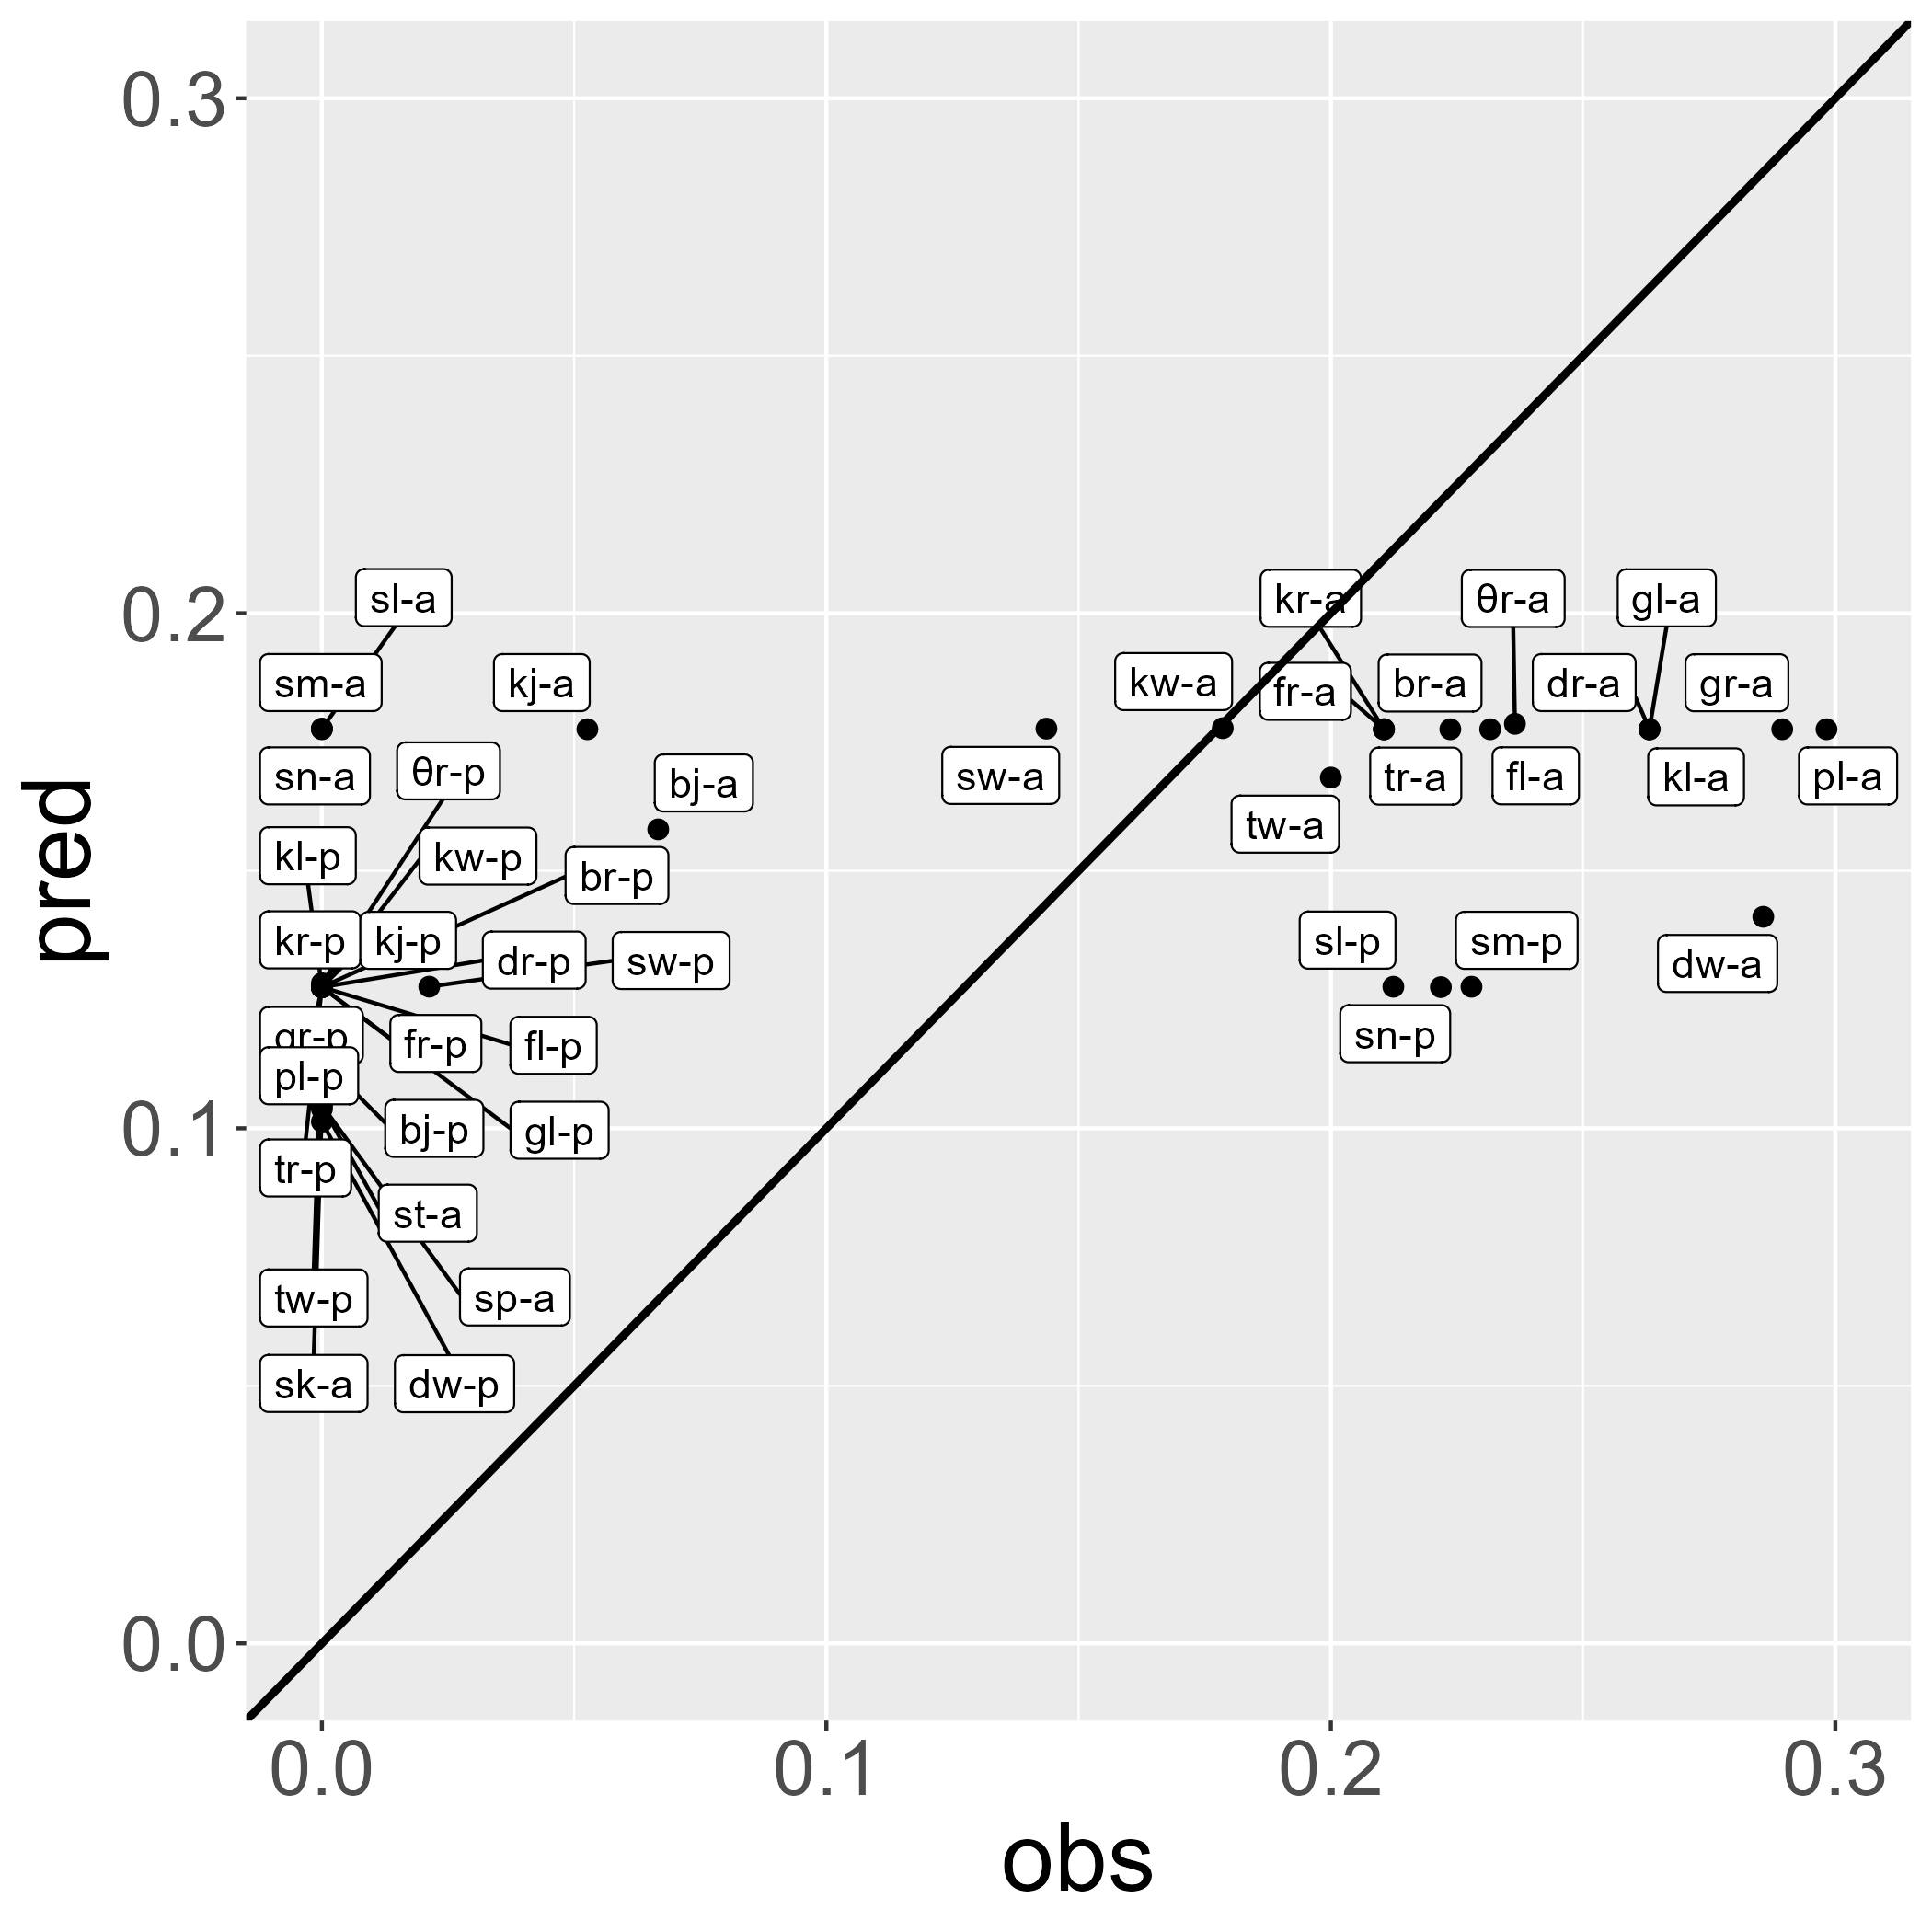 0.3
0.2
0.1
0.0
pred
sl-a
kr-a
θr-a
gl-a
sm-a
kj-a
kw-a
fr-a
br-a
dr-a
gr-a
sn-a
θr-p
bj-a
sw-a
tr-a
fl-a
kl-a
pl-a
tw-a
kl-p
kw-p
br-p
kr-p
kj-p
dr-p
sw-p
sl-p
sm-p
dw-a
gr-p
fr-p
fl-p
sn-p
pl-p
bj-p
gl-p
tr-p
st-a
tw-p
sp-a
sk-a
dw-p
0.0
0.1
0.2
0.3
obs